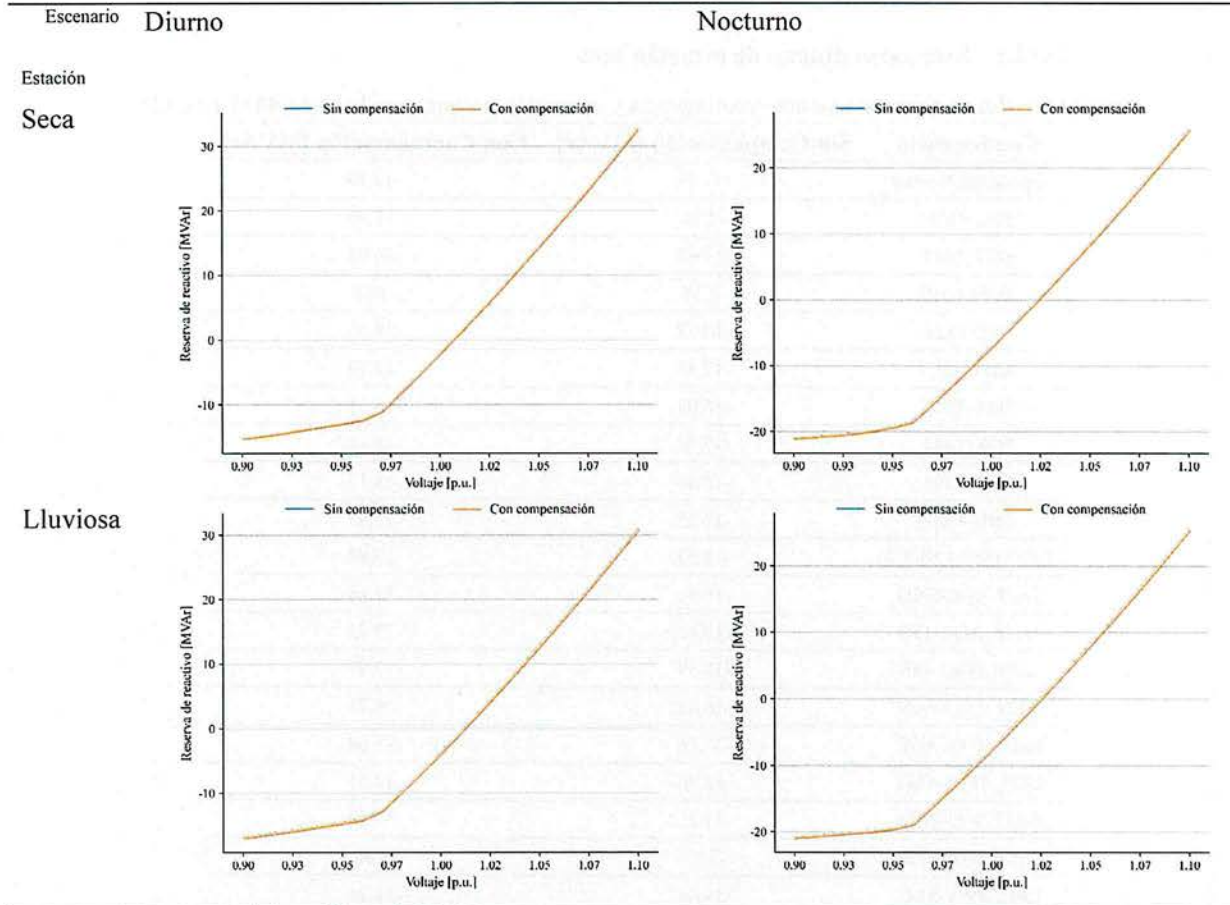 Escenario Diurno Nocturno
Estación
Seca
Sin compensación Con compensación
Reserva de reactivo [MVAr]
30
20
10
0
-10
0.90 0.93 0.95 0.97 1.00 1.02 1.05 1.07 1.10
Voltaje [p.u.]
Sin compensación Con compensación
Reserva de reactivo [MVAr]
20
10
0
-10
-20
0.90 0.93 0.95 0.97 1.00 1.02 1.05 1.07 1.10
Voltaje [p.u.]
Lluviosa
Sin compensación Con compensación
Reserva de reactivo [MVAr]
30
20
10
0
-10
0.90 0.93 0.95 0.97 1.00 1.02 1.05 1.07 1.10
Voltaje [p.u.]
Sin compensación Con compensación
Reserva de reactivo [MVAr]
20
10
0
-10
-20
0.90 0.93 0.95 0.97 1.00 1.02 1.05 1.07 1.10
Voltaje [p.u.]